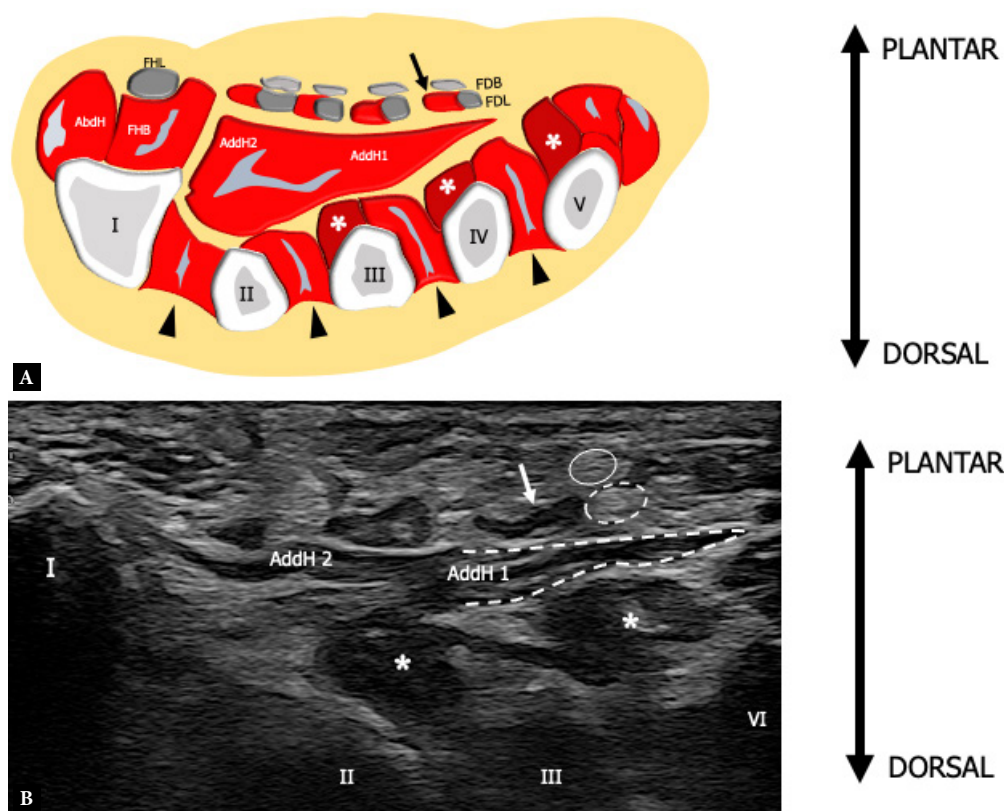 PLANTAR
FHL
FDB
FDL
AbdH
FHB
AddH2
AddH1
*
*
*
I
II
III
IV
V
A
DORSAL
PLANTAR
I
AddH 2
AddH 1
*
*
VI
II
III
B
DORSAL